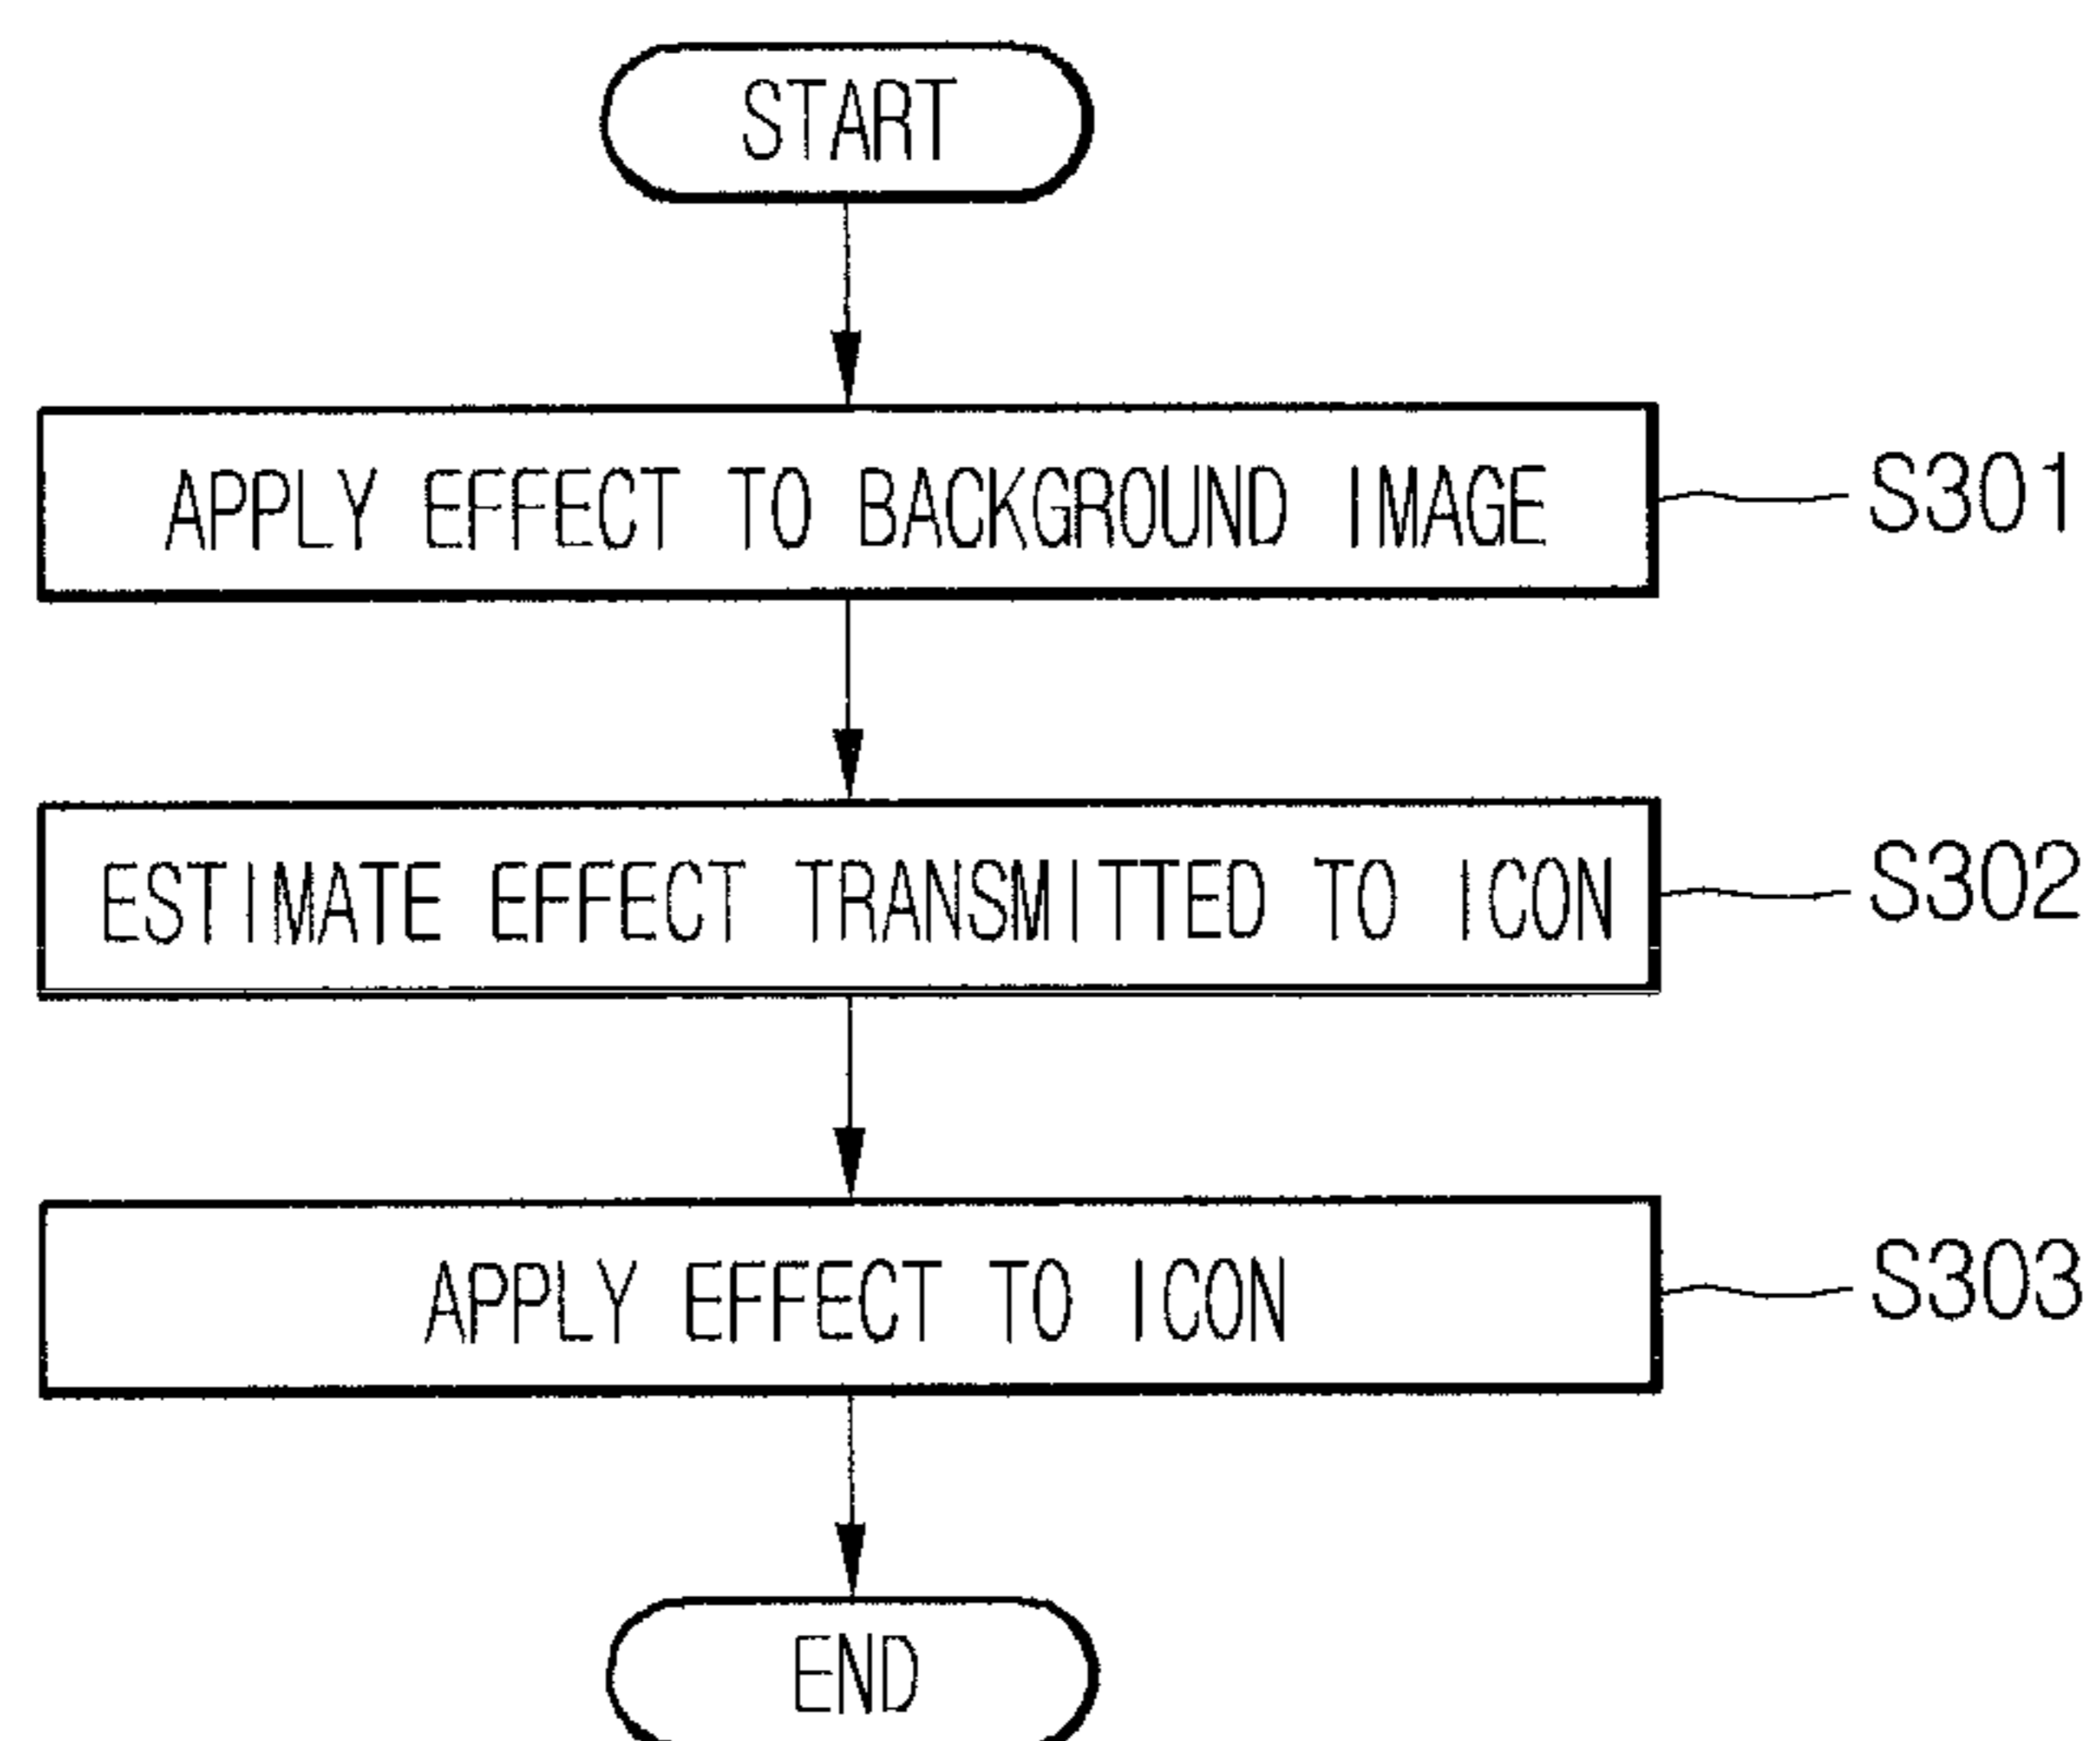 START
APPLY EFFECT TO BACKGROUND IMAGE
S301
ESTIMATE EFFECT TRANSMITTED TO ICON
S302
APPLY EFFECT TO ICON
S303
END